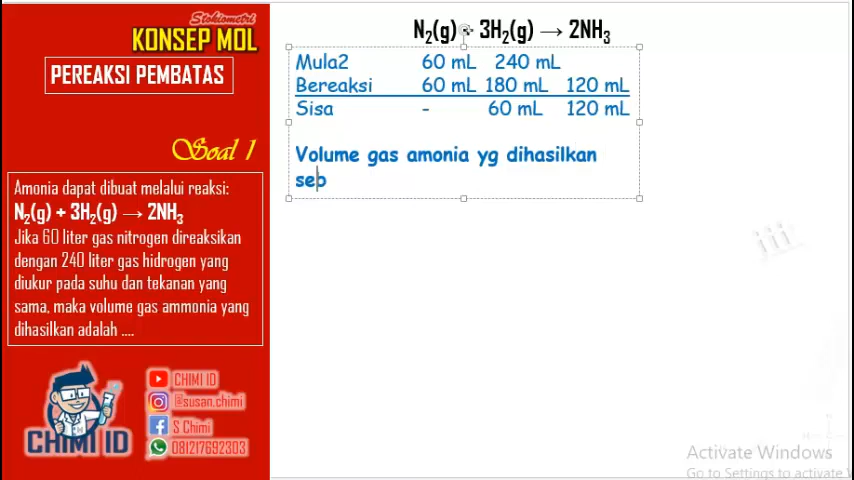 Stokiometri
KONSEP MOL
PEREAKSI PEMBATAS
Soal 1
Amonia dapat dibuat melalui reaksi:
N₂(g) + 3H₂(g) → 2NH₃
Jika 60 liter gas nitrogen direaksikan
dengan 240 liter gas hidrogen yang
diukur pada suhu dan tekanan yang
sama, maka volume gas ammonia yang
dihasilkan adalah ....
CHIMI ID
CHIMI ID
@susan.chimi
S Chimi
081217692303
N₂(g) + 3H₂(g) → 2NH₃
Mula2 60 mL 240 mL
Bereaksi 60 mL 180 mL 120 mL
Sisa - 60 mL 120 mL
Volume gas amonia yg dihasilkan
seb
iii
Activate Windows
Go to Settings to activate W